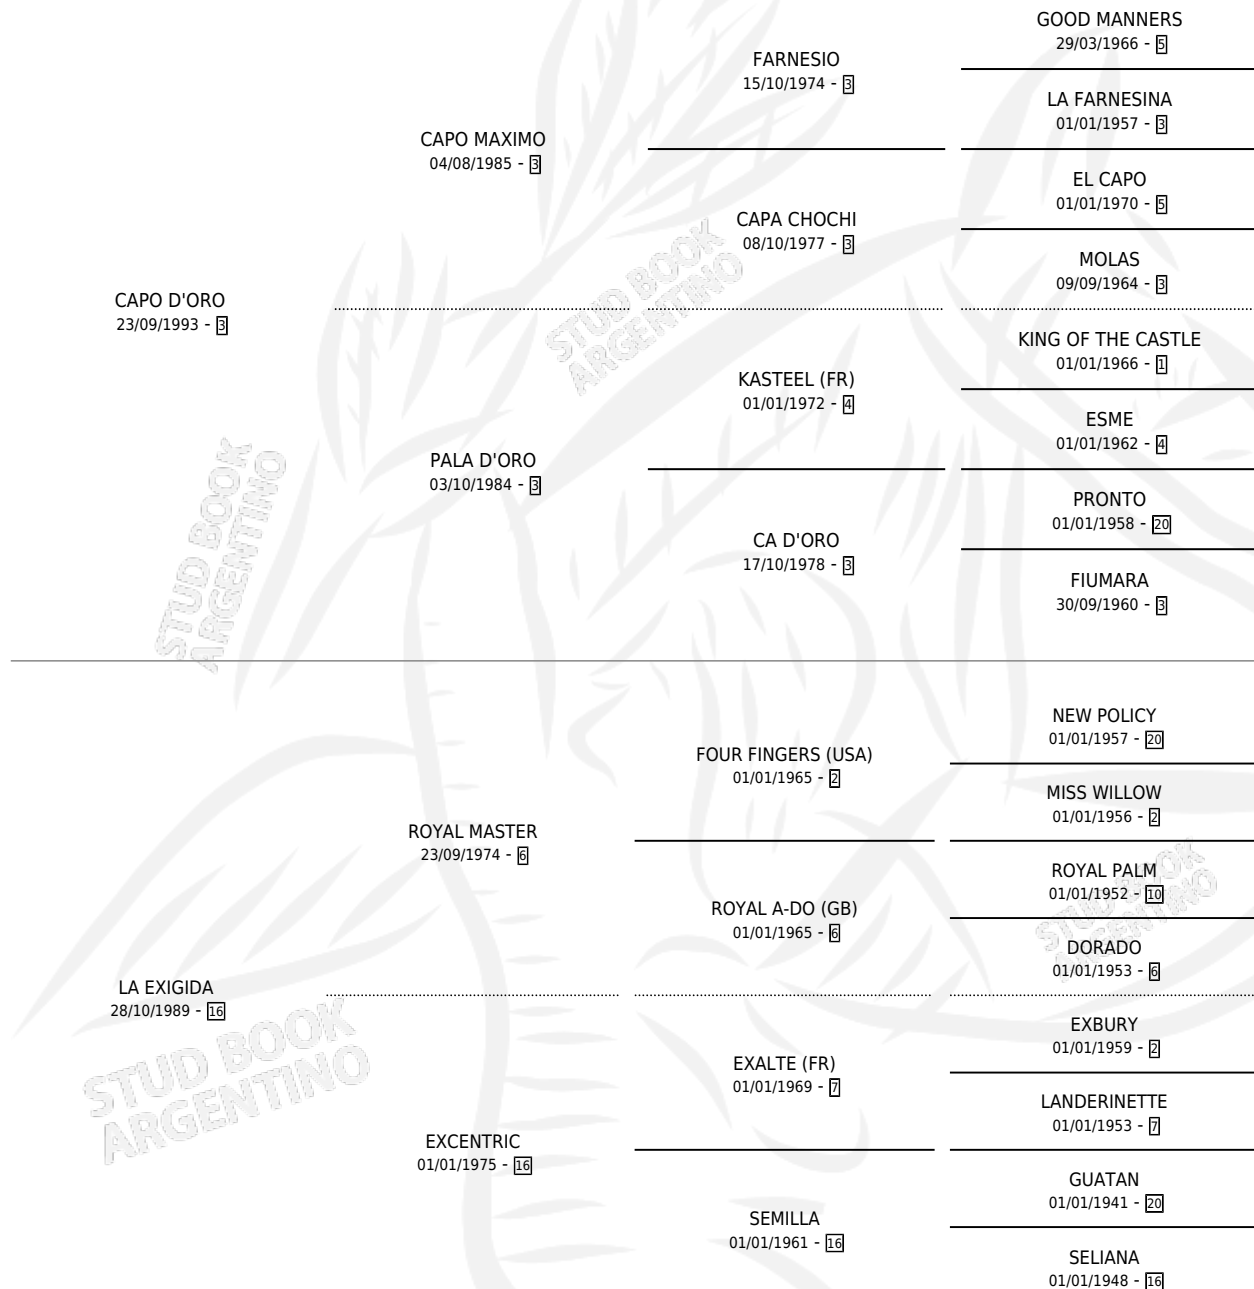 GOOD MANNERS
29/03/1966 - 5
FARNESIO
15/10/1974 - 3
LA FARNESINA
01/01/1957 - 3
CAPO MAXIMO
04/08/1985 - 3
EL CAPO
01/01/1970 - 5
CAPA CHOCHI
08/10/1977 - 3
MOLAS
09/09/1964 - 3
CAPO D'ORO
23/09/1993 - 3
STUD BOOK
ARGENTINO
KING OF THE CASTLE
01/01/1966 - 1
KASTEEL (FR)
01/01/1972 - 4
ESME
01/01/1962 - 4
PALA D'ORO
03/10/1984 - 3
PRONTO
01/01/1958 - 20
CA D'ORO
17/10/1978 - 3
FIUMARA
30/09/1960 - 3
STUD BOOK
ARGENTINO
NEW POLICY
01/01/1957 - 20
FOUR FINGERS (USA)
01/01/1965 - 2
MISS WILLOW
01/01/1956 - 2
ROYAL MASTER
23/09/1974 - 6
ROYAL PALM
01/01/1952 - 10
ROYAL A-DO (GB)
01/01/1965 - 6
DORADO
01/01/1953 - 6
STUD BOOK
ARGENTINO
LA EXIGIDA
28/10/1989 - 16
EXBURY
01/01/1959 - 2
EXALTE (FR)
01/01/1969 - 7
LANDERINETTE
01/01/1953 - 7
STUD BOOK
ARGENTINO
EXCENTRIC
01/01/1975 - 16
GUATAN
01/01/1941 - 20
SEMILLA
01/01/1961 - 16
SELIANA
01/01/1948 - 16